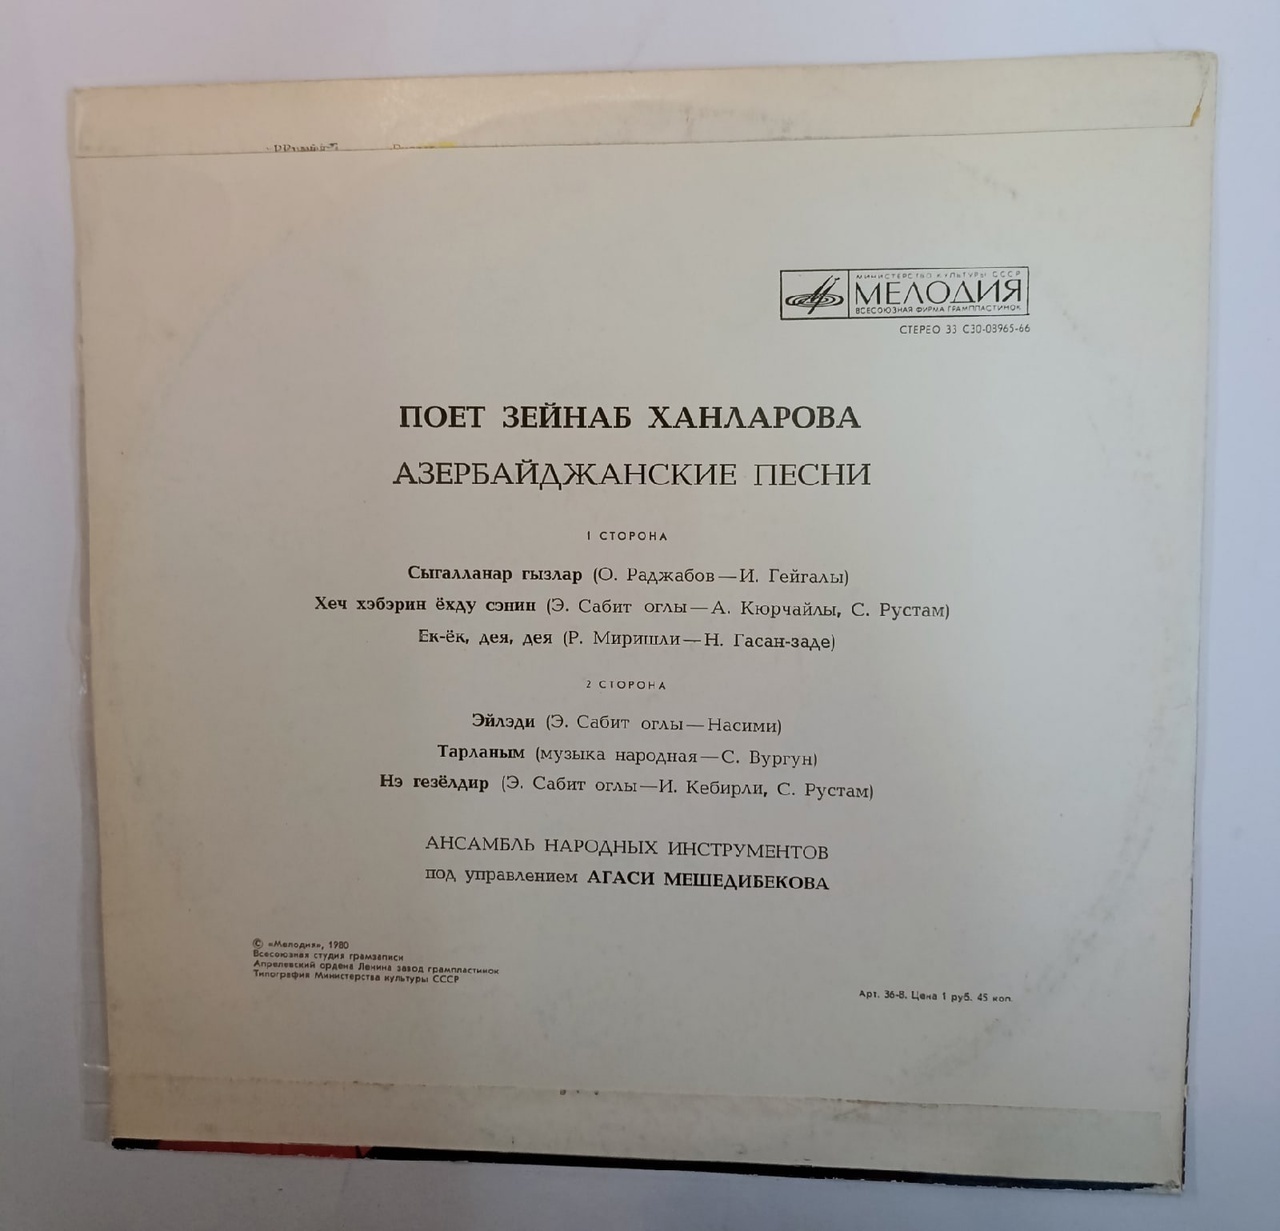 МИНИСТЕРСТВО КУЛЬТУРЫ СССР
МЕЛОДИЯ
ВСЕСОЮЗНАЯ ФИРМА ГРАМПЛАСТИНОК
СТЕРЕО 33 С30-08965-66
ПОЕТ ЗЕЙНАБ ХАНЛАРОВА
АЗЕРБАЙДЖАНСКИЕ ПЕСНИ
1 СТОРОНА
Сыгалланар гызлар (О. Раджабов — И. Гейгалы)
Хеч хэбэрин ёхду сэнин (Э. Сабит оглы — А. Кюрчайлы, С. Рустам)
Ек-ёк, дея, дея (Р. Миришли — Н. Гасан-заде)
2 СТОРОНА
Эйлэди (Э. Сабит оглы — Насими)
Тарланым (музыка народная — С. Вургун)
Нэ гезёлдир (Э. Сабит оглы — И. Кебирли, С. Рустам)
АНСАМБЛЬ НАРОДНЫХ ИНСТРУМЕНТОВ
под управлением АГАСИ МЕШЕДИБЕКОВА
© «Мелодия», 1980
Всесоюзная студия грамзаписи
Апрелевский ордена Ленина завод грампластинок
Типография Министерства культуры СССР
Арт. 36-8. Цена 1 руб. 45 коп.